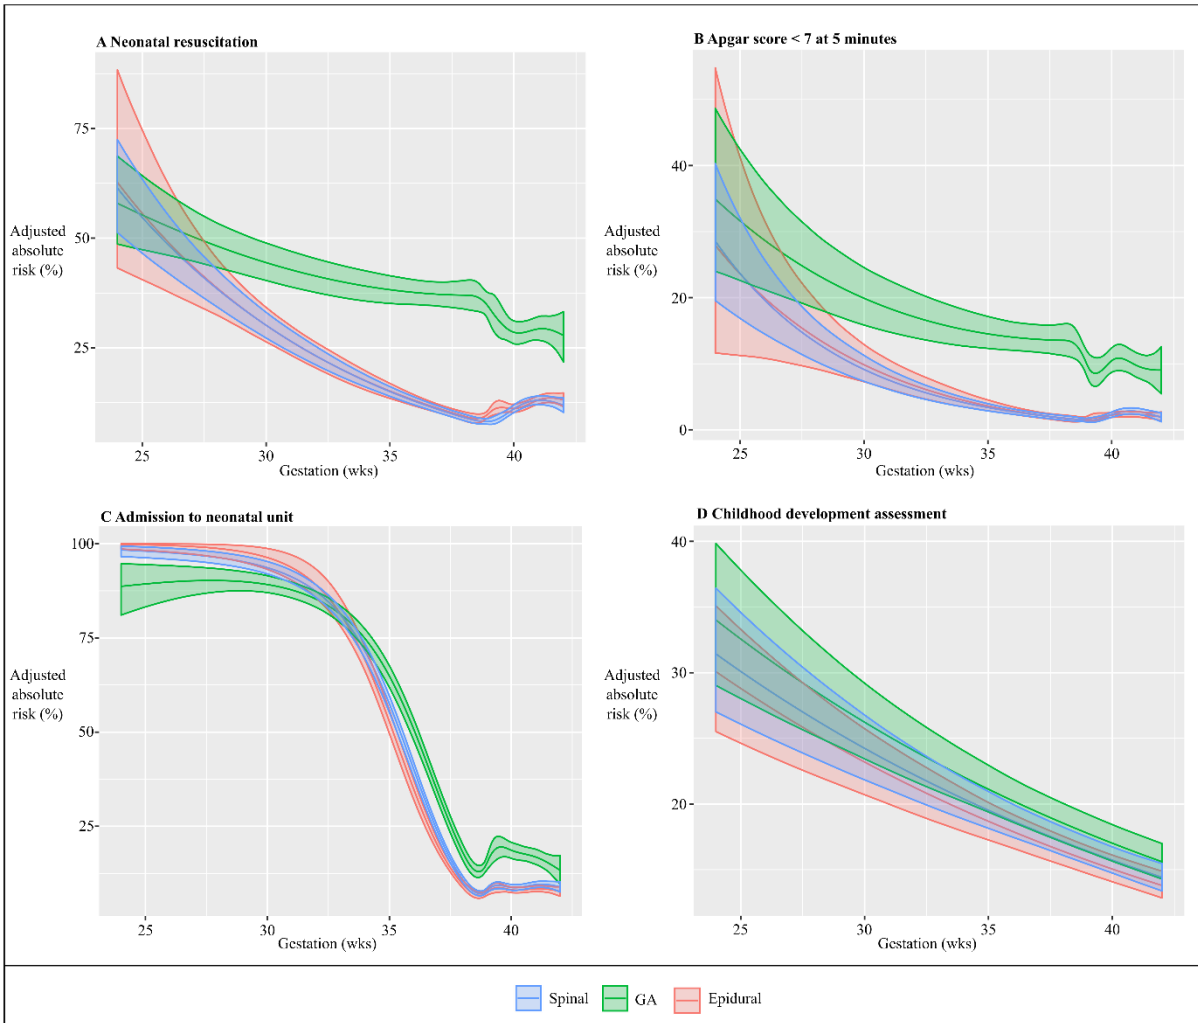 A Neonatal resuscitation
75
50
25
Adjusted
absolute
risk (%)
25 30 35 40
Gestation (wks)
B Apgar score < 7 at 5 minutes
40
20
0
Adjusted
absolute
risk (%)
25 30 35 40
Gestation (wks)
C Admission to neonatal unit
100
75
50
25
Adjusted
absolute
risk (%)
25 30 35 40
Gestation (wks)
D Childhood development assessment
40
30
20
Adjusted
absolute
risk (%)
25 30 35 40
Gestation (wks)
Spinal GA Epidural